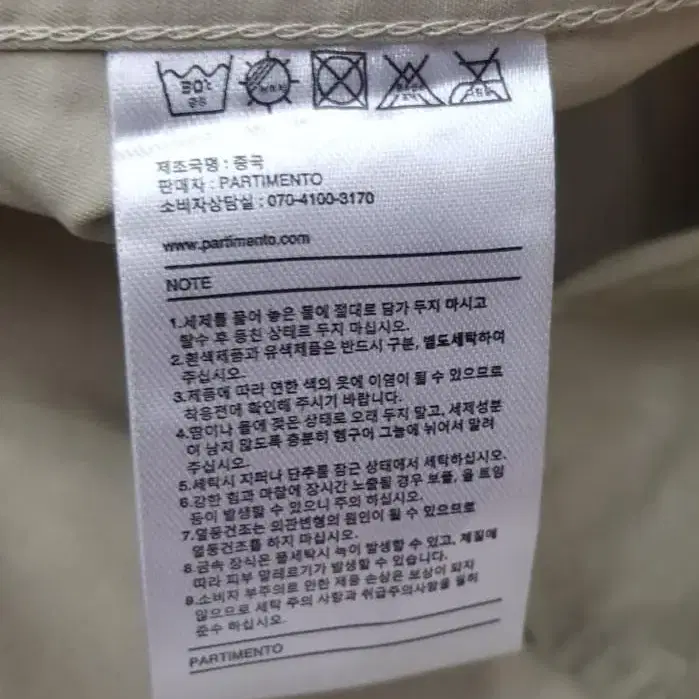 30℃
중성
제조국명 : 중국
판매자 : PARTIMENTO
소비자상담실 : 070-4100-3170
www.partimento.com
NOTE
1.세제를 풀어 놓은 물에 절대로 담가 두지 마시고
탈수 후 뭉친 상태로 두지 마십시오.
2.흰색제품과 유색제품은 반드시 구분, 별도세탁하여
주십시오.
3.제품에 따라 연한 색의 옷에 이염이 될 수 있으므로
착용전에 확인해 주시기 바랍니다.
4.땀이나 물에 젖은 상태로 오래 두지 말고, 세제성분
이 남지 않도록 충분히 헹구어 그늘에 뉘어서 말려
주십시오.
5.세탁시 지퍼나 단추를 잠근 상태에서 세탁하십시오.
6.강한 힘과 마찰에 장시간 노출될 경우 보풀, 올 트임
등이 발생할 수 있으니 주의 하십시오.
7.열풍건조는 외관변형의 원인이 될 수 있으므로
열풍건조를 하지 마십시오.
8.금속 장식은 물세탁시 녹이 발생할 수 있고, 체질에
따라 피부 알레르기가 발생할 수 있습니다.
9.소비자 부주의로 인한 제품 손상은 보상이 되지
않으므로 세탁 주의 사항과 취급주의사항을 필히
준수 하십시오.
PARTIMENTO